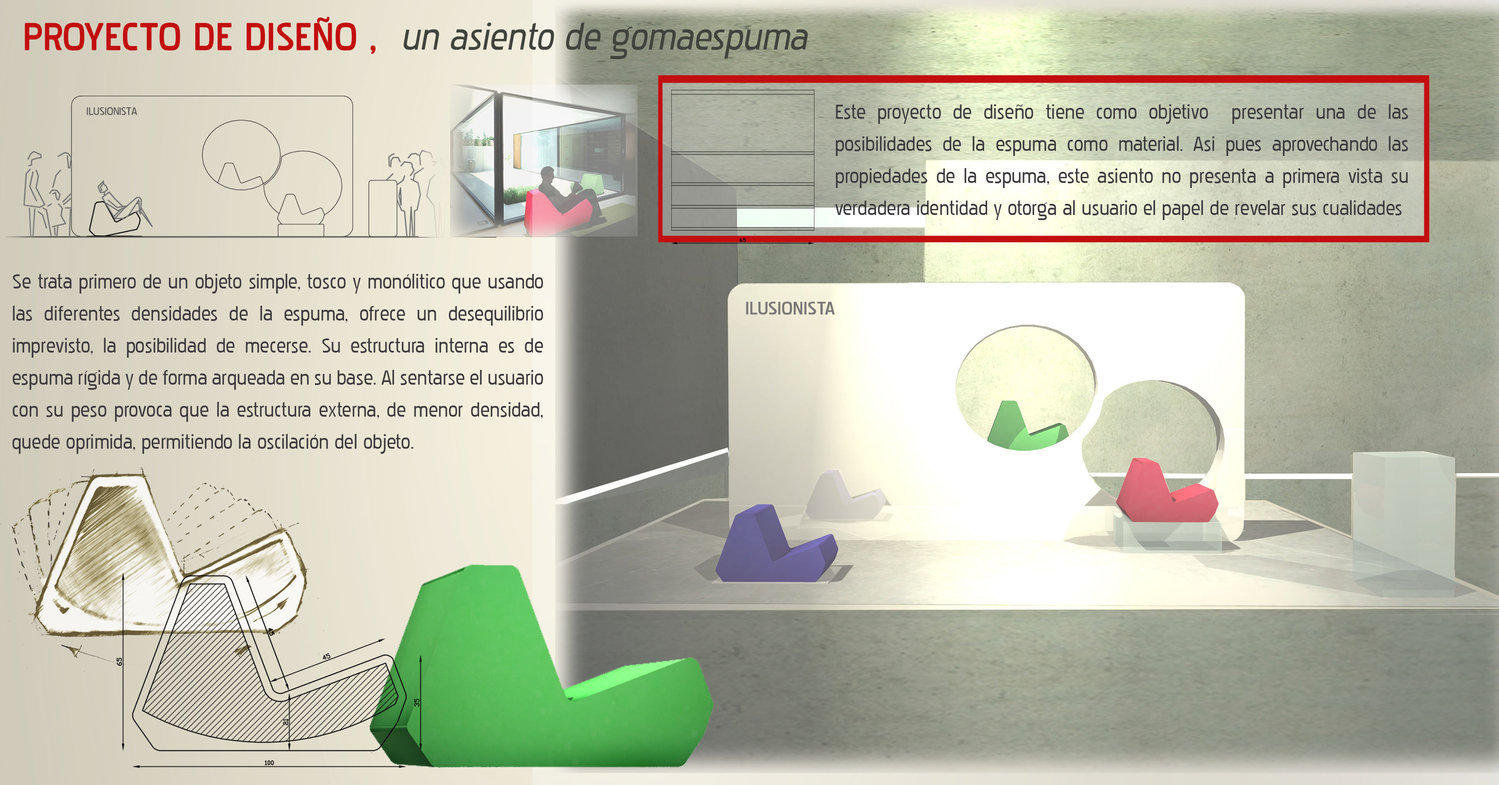 PROYECTO DE DISEÑO , un asiento de gomaespuma
ILUSIONISTA
Este proyecto de diseño tiene como objetivo presentar una de las
posibilidades de la espuma como material. Asi pues aprovechando las
propiedades de la espuma, este asiento no presenta a primera vista su
verdadera identidad y otorga al usuario el papel de revelar sus cualidades
65
Se trata primero de un objeto simple, tosco y monólitico que usando
las diferentes densidades de la espuma, ofrece un desequilibrio
imprevisto, la posibilidad de mecerse. Su estructura interna es de
espuma rígida y de forma arqueada en su base. Al sentarse el usuario
con su peso provoca que la estructura externa, de menor densidad,
quede oprimida, permitiendo la oscilación del objeto.
ILUSIONISTA
65
45
35
21
100